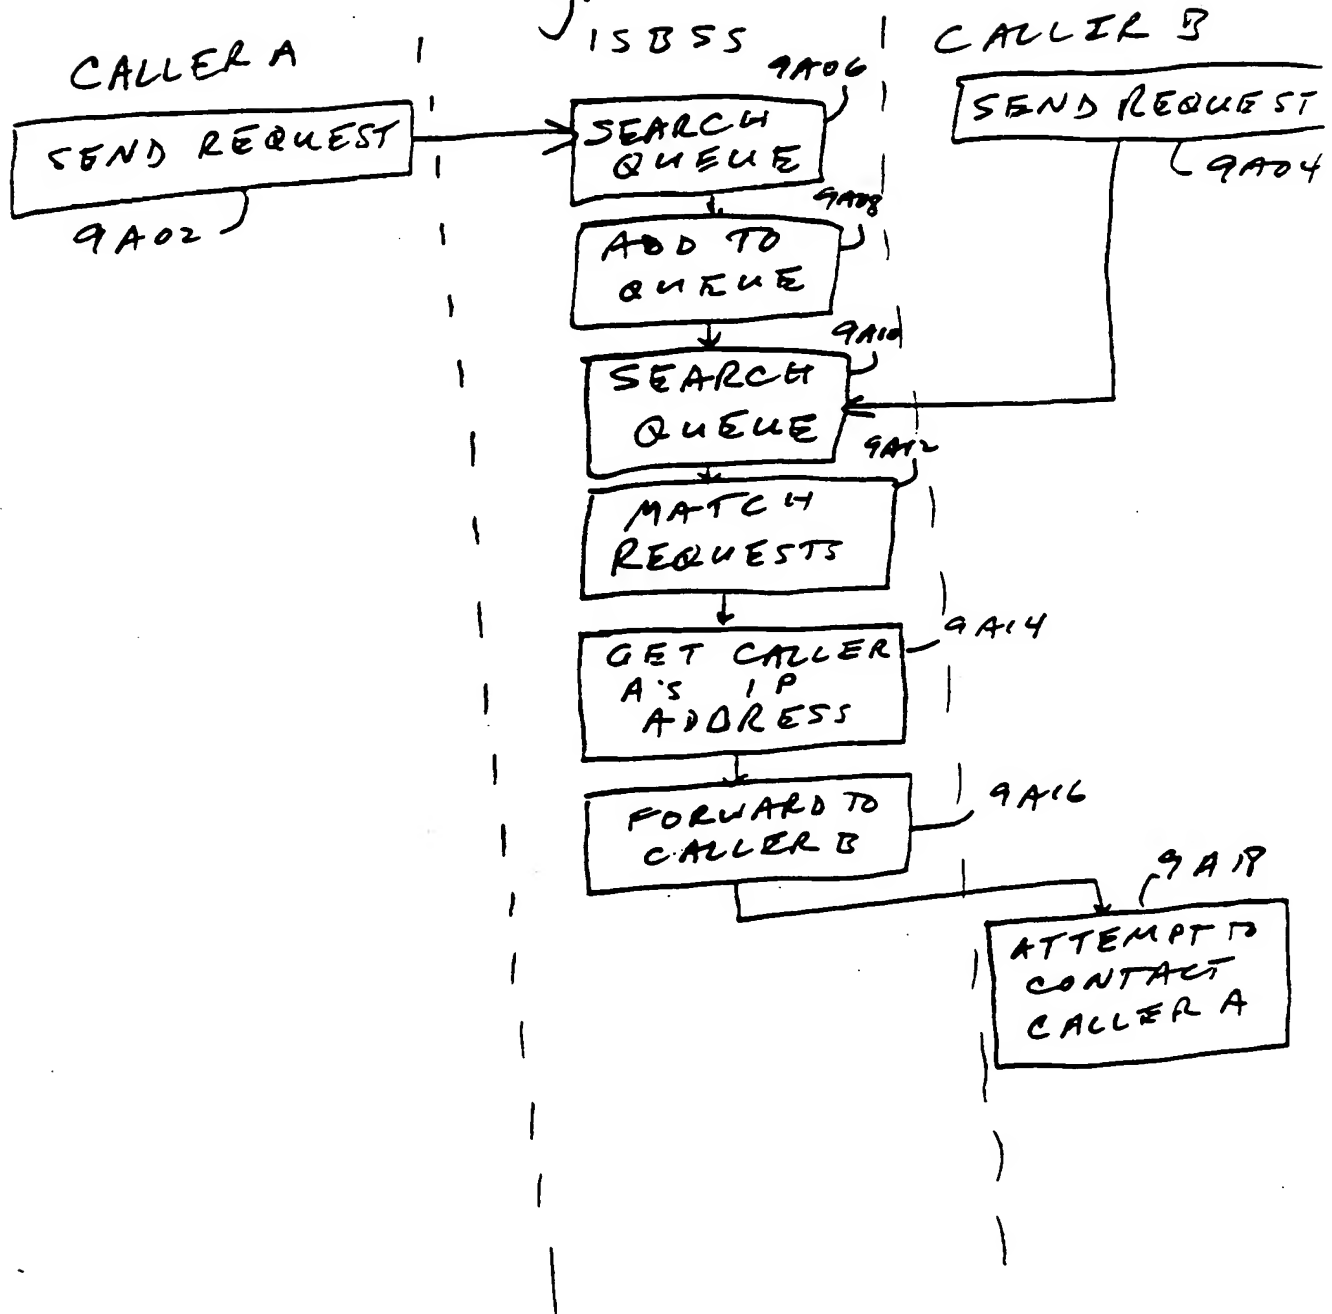 CALLER A
ISBSS
CALLER B
SEND REQUEST
9A02
SEARCH
QUEUE
9A06
SEND REQUEST
9A04
ADD TO
QUEUE
9A08
SEARCH
QUEUE
9A10
MATCH
REQUESTS
9A12
GET CALLER
A'S IP
ADDRESS
9A14
FORWARD TO
CALLER B
9A16
9A18
ATTEMPT TO
CONTACT
CALLER A